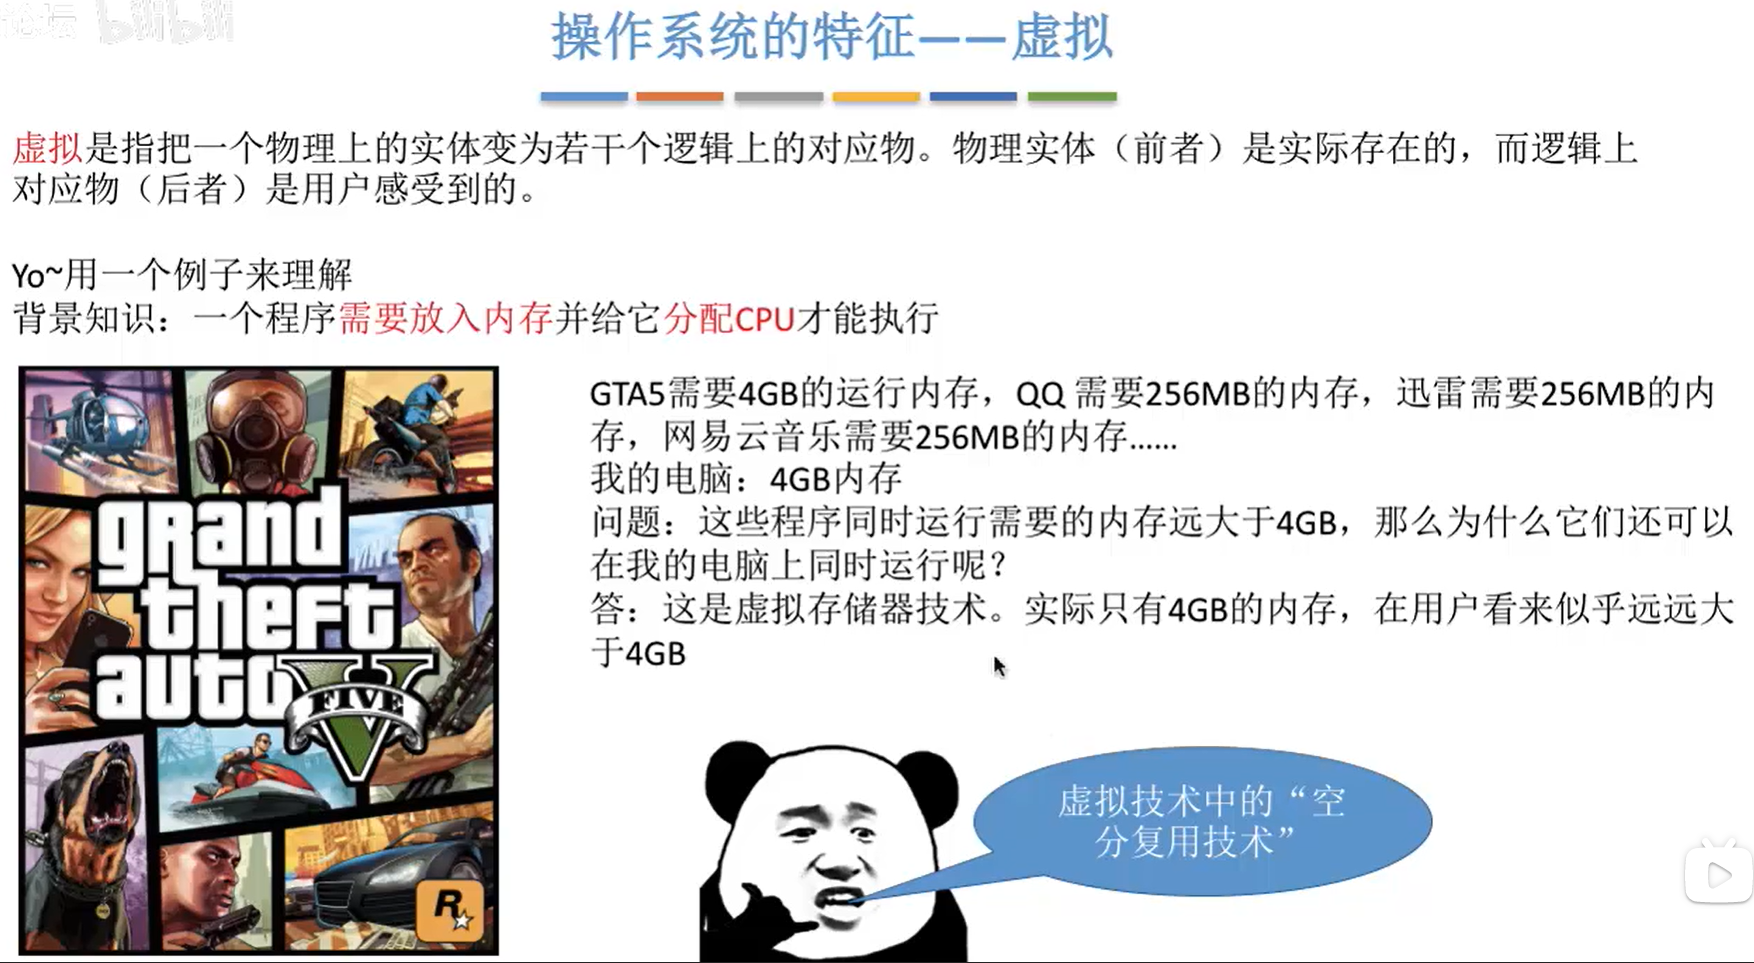 论坛 bilibili
操作系统的特征——虚拟
虚拟是指把一个物理上的实体变为若干个逻辑上的对应物。物理实体（前者）是实际存在的，而逻辑上
对应物（后者）是用户感受到的。
Yo~用一个例子来理解
背景知识：一个程序需要放入内存并给它分配CPU才能执行
GTA5需要4GB的运行内存，QQ 需要256MB的内存，迅雷需要256MB的内
存，网易云音乐需要256MB的内存……
我的电脑：4GB内存
问题：这些程序同时运行需要的内存远大于4GB，那么为什么它们还可以
在我的电脑上同时运行呢？
答：这是虚拟存储器技术。实际只有4GB的内存，在用户看来似乎远远大
于4GB
grand
theft
auto
V
FIVE
R
虚拟技术中的“空
分复用技术”